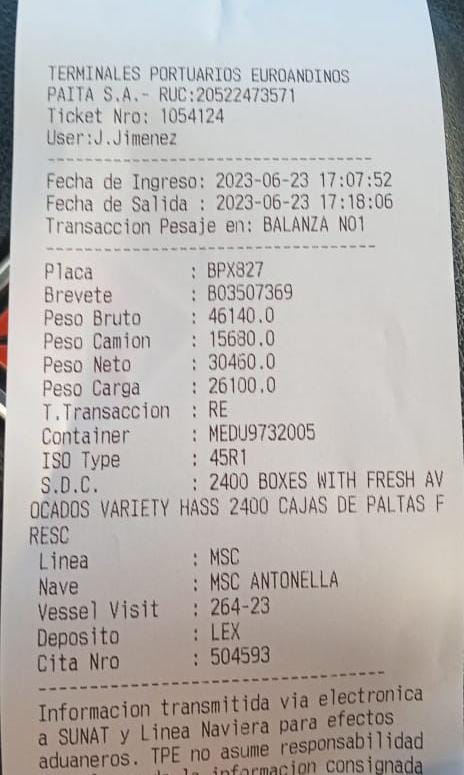 TERMINALES PORTUARIOS EUROANDINOS
PAITA S.A.- RUC:20522473571
Ticket Nro: 1054124
User:J.Jimenez
--------------------------------
Fecha de Ingreso: 2023-06-23 17:07:52
Fecha de Salida : 2023-06-23 17:18:06
Transaccion Pesaje en: BALANZA NO1
--------------------------------
Placa : BPX827
Brevete : B03507369
Peso Bruto : 46140.0
Peso Camion : 15680.0
Peso Neto : 30460.0
Peso Carga : 26100.0
T.Transaccion : RE
Container : MEDU9732005
ISO Type : 45R1
S.D.C. : 2400 BOXES WITH FRESH AV
OCADOS VARIETY HASS 2400 CAJAS DE PALTAS F
RESC
Linea : MSC
Nave : MSC ANTONELLA
Vessel Visit : 264-23
Deposito : LEX
Cita Nro : 504593
--------------------------------
Informacion transmitida via electronica
a SUNAT y Linea Naviera para efectos
aduaneros. TPE no asume responsabilidad
la informacion consignada